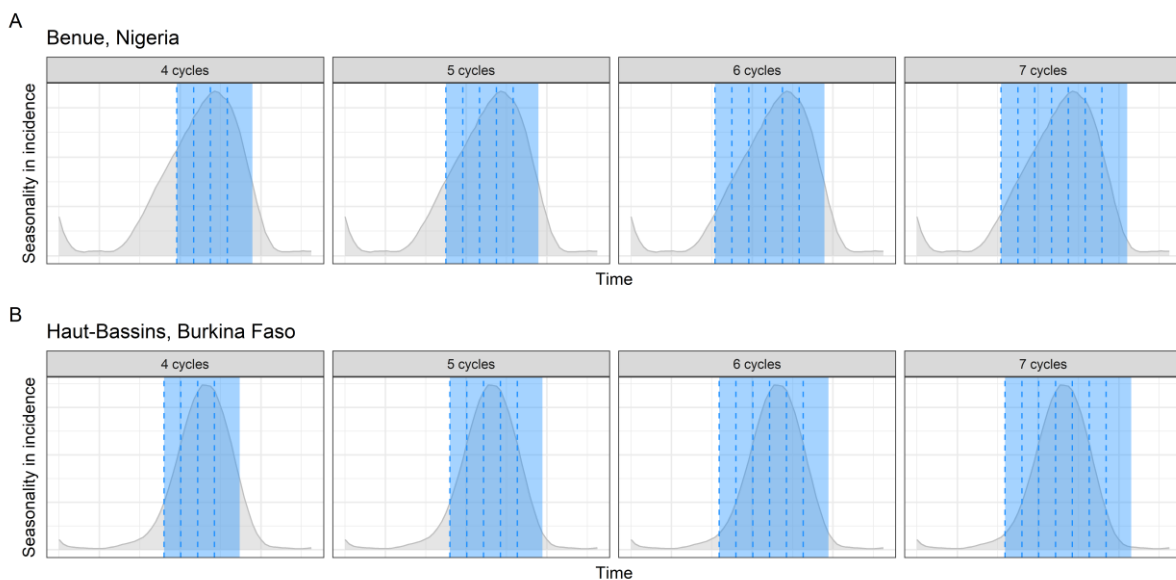 A
Benue, Nigeria
4 cycles
5 cycles
6 cycles
7 cycles
Seasonality in incidence
Time
B
Haut-Bassins, Burkina Faso
4 cycles
5 cycles
6 cycles
7 cycles
Seasonality in incidence
Time